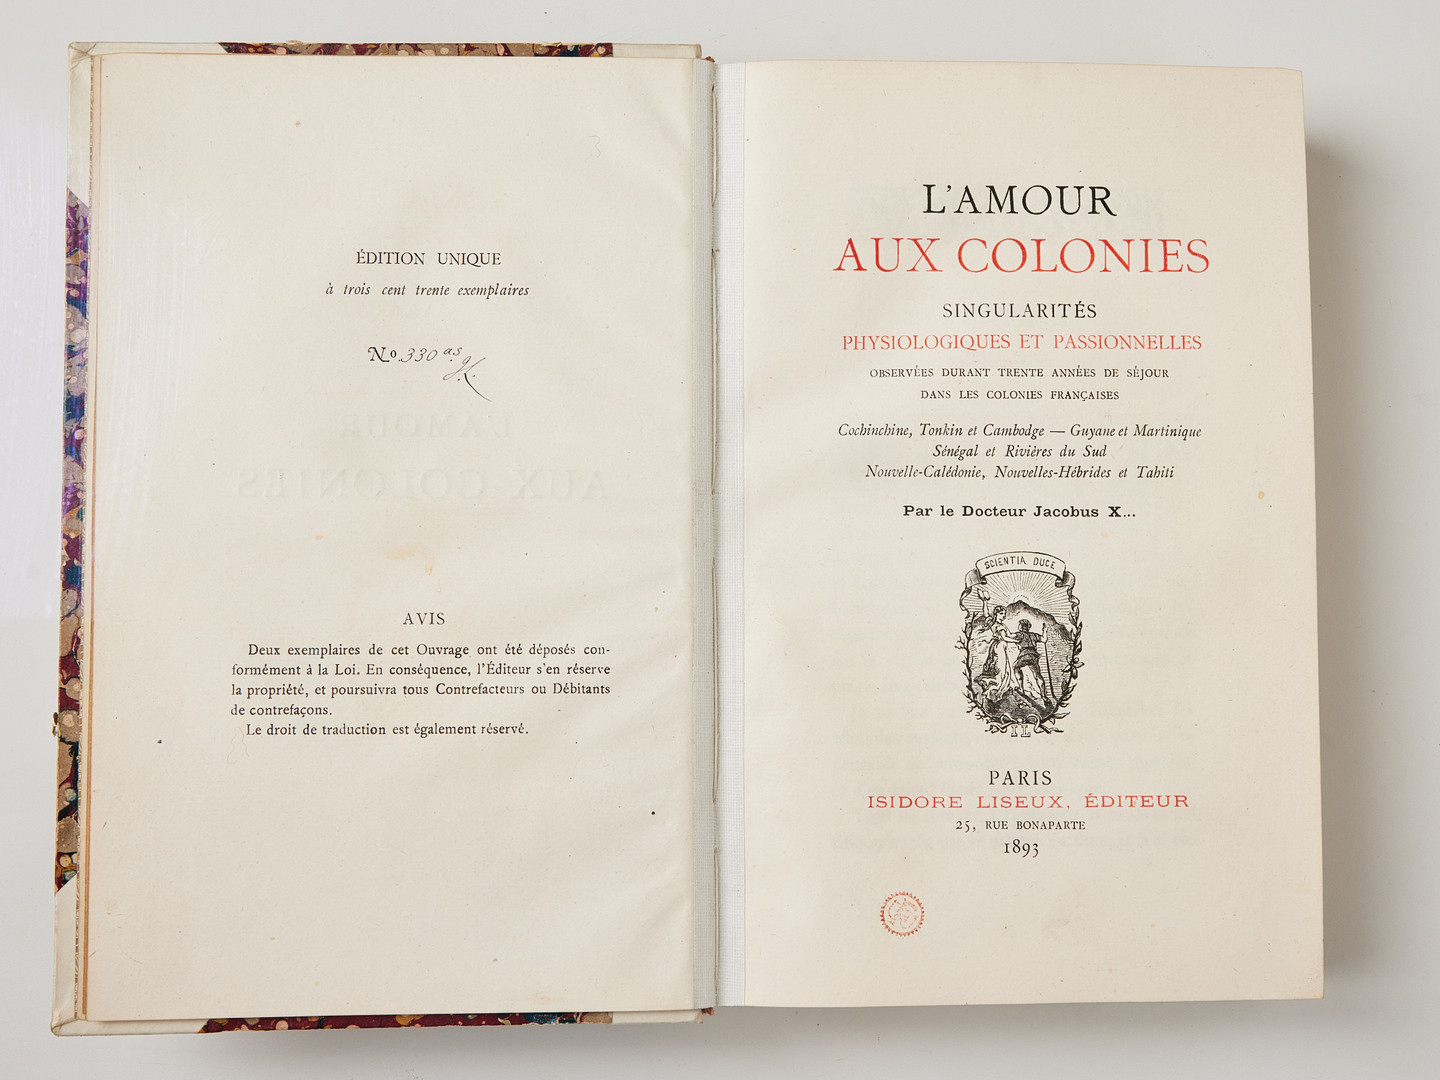 ÉDITION UNIQUE
à trois cent trente exemplaires
No. 330 as.
AVIS
Deux exemplaires de cet Ouvrage ont été déposés con-
formément à la Loi. En conséquence, l'Éditeur s'en réserve
la propriété, et poursuivra tous Contrefacteurs ou Débitants
de contrefaçons.
Le droit de traduction est également réservé.
L'AMOUR
AUX COLONIES
SINGULARITÉS
PHYSIOLOGIQUES ET PASSIONNELLES
OBSERVÉES DURANT TRENTE ANNÉES DE SÉJOUR
DANS LES COLONIES FRANÇAISES
Cochinchine, Tonkin et Cambodge — Guyane et Martinique
Sénégal et Rivières du Sud
Nouvelle-Calédonie, Nouvelles-Hébrides et Tahiti
Par le Docteur Jacobus X...
SCIENTIA DUCE
IL
PARIS
ISIDORE LISEUX, ÉDITEUR
25, RUE BONAPARTE
1893